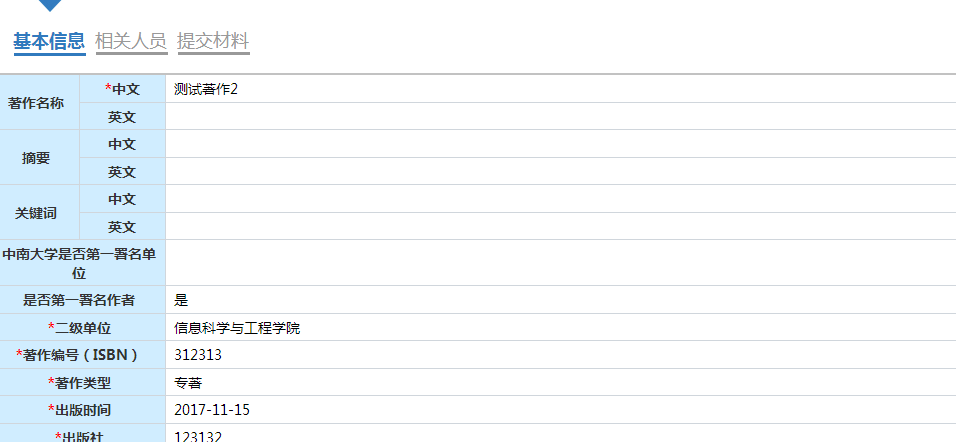 基本信息 相关人员 提交材料
著作名称 *中文 测试著作2
英文
摘要 中文
英文
关键词 中文
英文
中南大学是否第一署名单
位
是否第一署名作者 是
*二级单位 信息科学与工程学院
*著作编号（ISBN） 312313
*著作类型 专著
*出版时间 2017-11-15
*出版社 123132